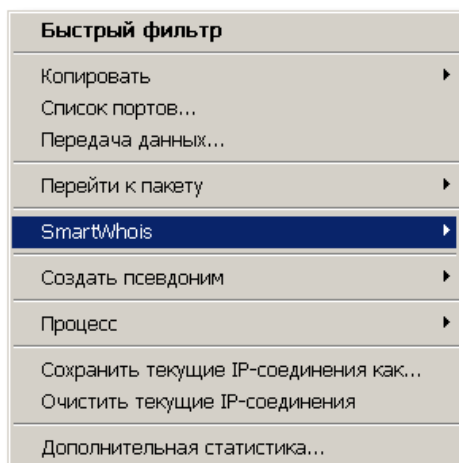 Быстрый фильтр
Копировать
Список портов...
Передача данных...
Перейти к пакету
SmartWhois
Создать псевдоним
Процесс
Сохранить текущие IP-соединения как...
Очистить текущие IP-соединения
Дополнительная статистика...